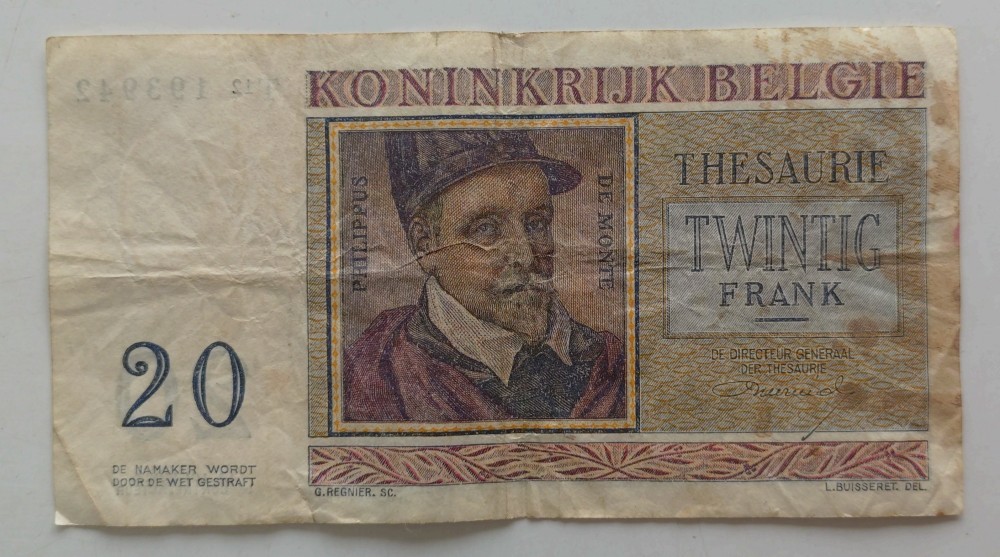 KONINKRIJK BELGIE
PHILIPPUS
DE MONTE
THESAURIE
TWINTIG
FRANK
DE DIRECTEUR GENERAAL
DER THESAURIE
20
DE NAMAKER WORDT
DOOR DE WET GESTRAFT
G. REGNIER. SC.
L. BUISSERET. DEL.